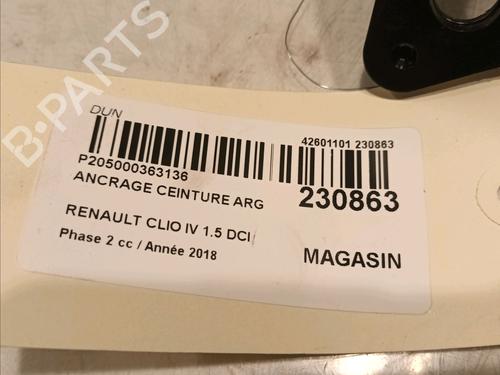 B-PARTS
DUN
42601101 230863
P205000363136
ANCRAGE CEINTURE ARG
230863
RENAULT CLIO IV 1.5 DCI
Phase 2 cc / Année 2018
MAGASIN